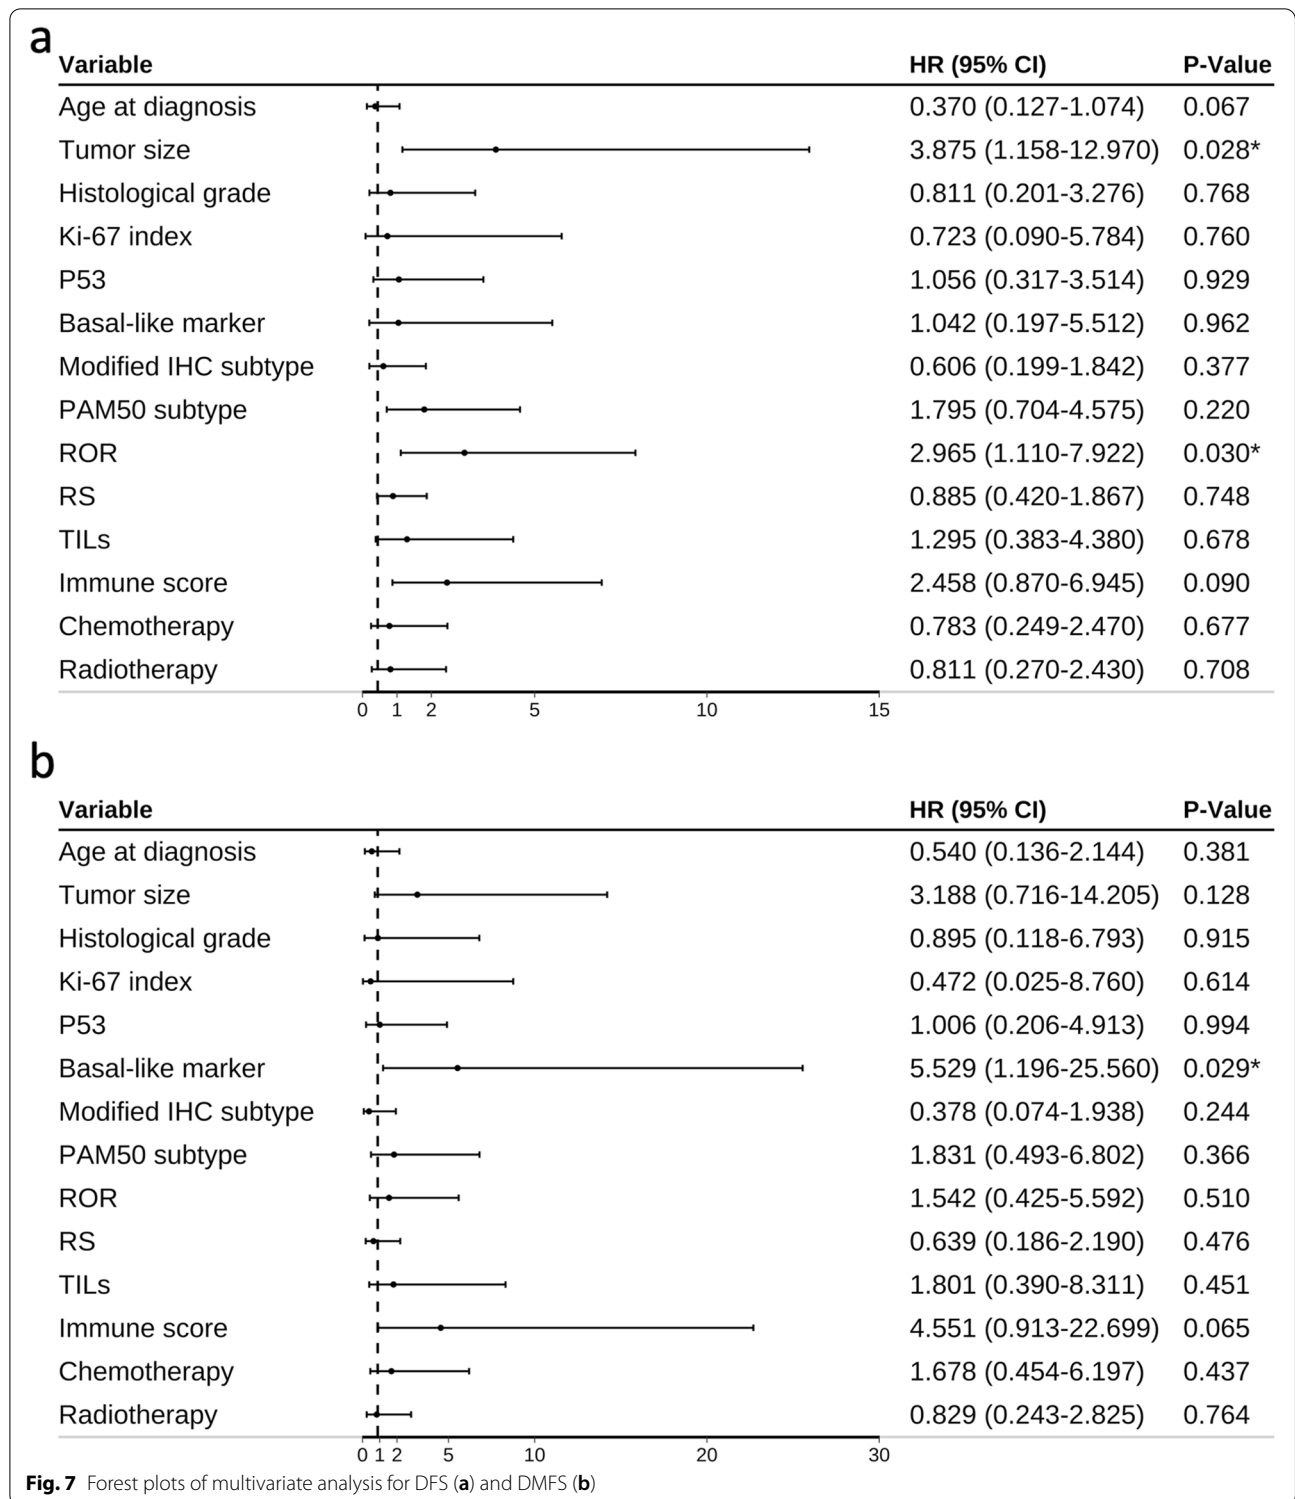 a
Variable HR (95% CI) P-Value
Age at diagnosis 0.370 (0.127-1.074) 0.067
Tumor size 3.875 (1.158-12.970) 0.028*
Histological grade 0.811 (0.201-3.276) 0.768
Ki-67 index 0.723 (0.090-5.784) 0.760
P53 1.056 (0.317-3.514) 0.929
Basal-like marker 1.042 (0.197-5.512) 0.962
Modified IHC subtype 0.606 (0.199-1.842) 0.377
PAM50 subtype 1.795 (0.704-4.575) 0.220
ROR 2.965 (1.110-7.922) 0.030*
RS 0.885 (0.420-1.867) 0.748
TILs 1.295 (0.383-4.380) 0.678
Immune score 2.458 (0.870-6.945) 0.090
Chemotherapy 0.783 (0.249-2.470) 0.677
Radiotherapy 0.811 (0.270-2.430) 0.708
0 1 2 5 10 15
b
Variable HR (95% CI) P-Value
Age at diagnosis 0.540 (0.136-2.144) 0.381
Tumor size 3.188 (0.716-14.205) 0.128
Histological grade 0.895 (0.118-6.793) 0.915
Ki-67 index 0.472 (0.025-8.760) 0.614
P53 1.006 (0.206-4.913) 0.994
Basal-like marker 5.529 (1.196-25.560) 0.029*
Modified IHC subtype 0.378 (0.074-1.938) 0.244
PAM50 subtype 1.831 (0.493-6.802) 0.366
ROR 1.542 (0.425-5.592) 0.510
RS 0.639 (0.186-2.190) 0.476
TILs 1.801 (0.390-8.311) 0.451
Immune score 4.551 (0.913-22.699) 0.065
Chemotherapy 1.678 (0.454-6.197) 0.437
Radiotherapy 0.829 (0.243-2.825) 0.764
0 1 2 5 10 20 30
Fig. 7 Forest plots of multivariate analysis for DFS (a) and DMFS (b)